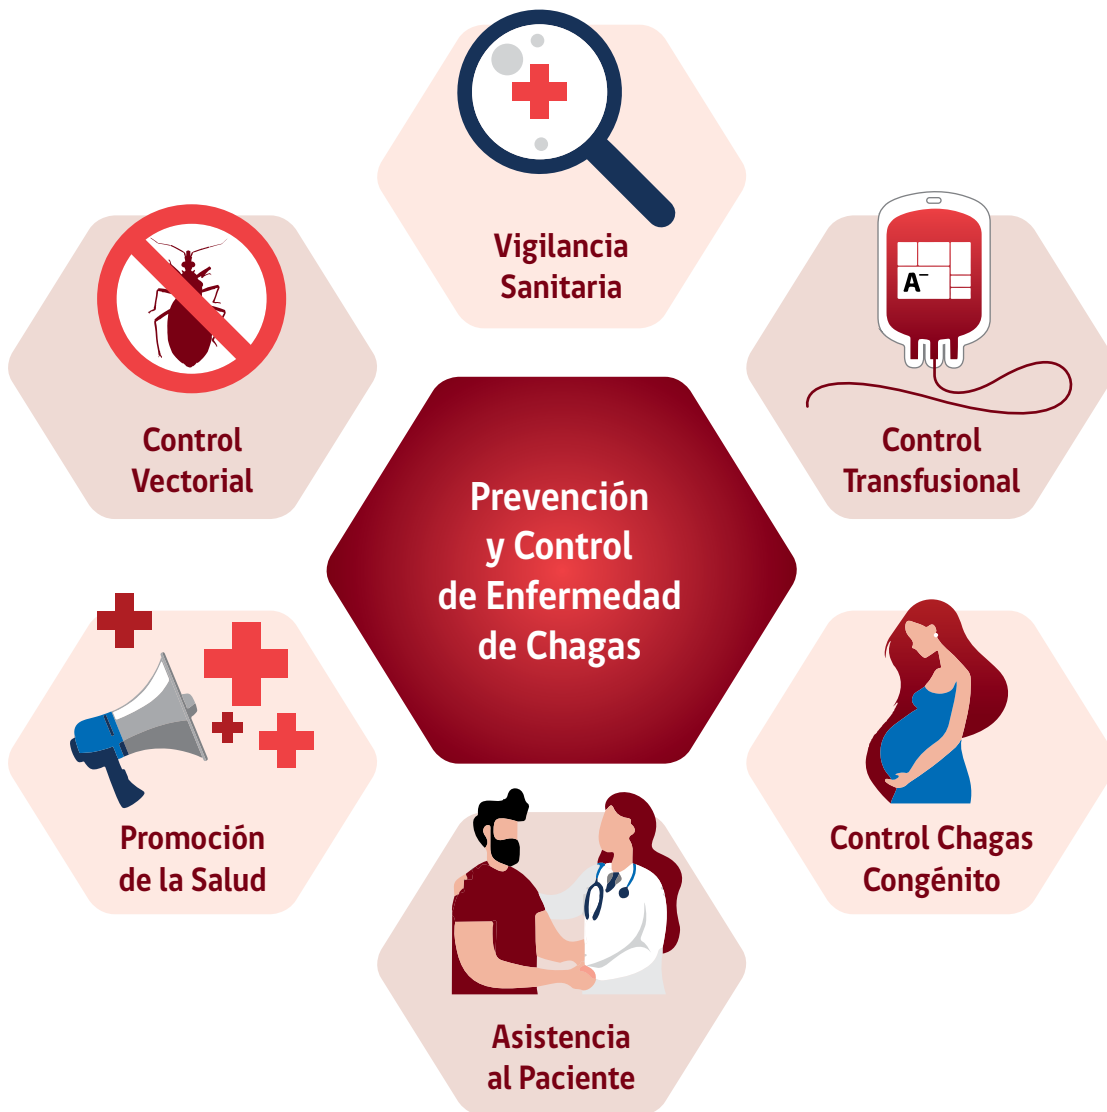 Vigilancia
Sanitaria
A⁻
Control
Transfusional
Control
Vectorial
Prevención
y Control
de Enfermedad
de Chagas
Promoción
de la Salud
Control Chagas
Congénito
Asistencia
al Paciente